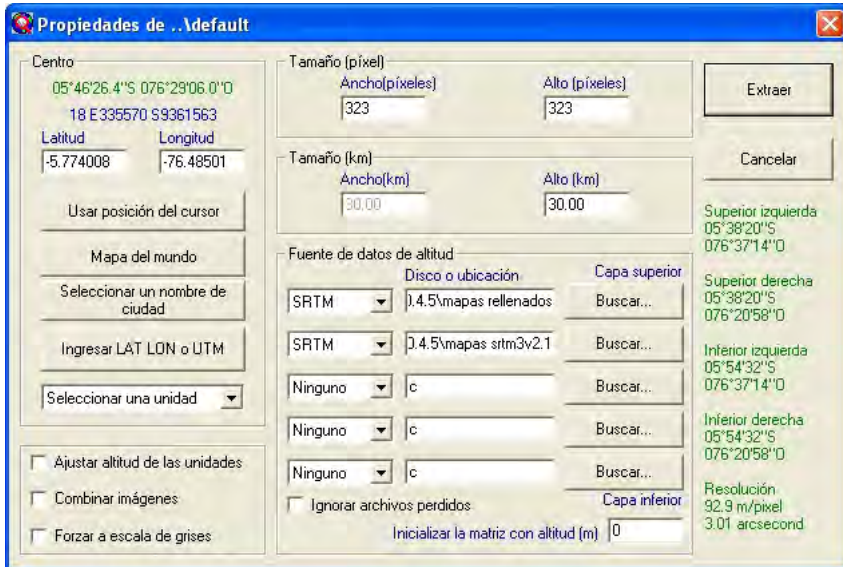 Propiedades de ..\default
Centro
05°46'26.4"S 076°29'06.0"O
18 E335570 S9361563
Latitud Longitud
-5.774008 -76.48501
Usar posición del cursor
Mapa del mundo
Seleccionar un nombre de
ciudad
Ingresar LAT LON o UTM
Seleccionar una unidad
Ajustar altitud de las unidades
Combinar imágenes
Forzar a escala de grises
Tamaño (píxel)
Ancho(píxeles) Alto (píxeles)
323 323
Tamaño (km)
Ancho(km) Alto (km)
30.00 30.00
Fuente de datos de altitud
Disco o ubicación Capa superior
SRTM ).4.5\mapas rellenados Buscar...
SRTM 0.4.5\mapas srtm3v2.1 Buscar...
Ninguno c Buscar...
Ninguno c Buscar...
Ninguno c Buscar...
Ignorar archivos perdidos Capa inferior
Inicializar la matriz con altitud (m) 0
Extraer
Cancelar
Superior izquierda
05°38'20"S
076°37'14"O
Superior derecha
05°38'20"S
076°20'58"O
Inferior izquierda
05°54'32"S
076°37'14"O
Inferior derecha
05°54'32"S
076°20'58"O
Resolución
92.9 m/pixel
3.01 arcsecond